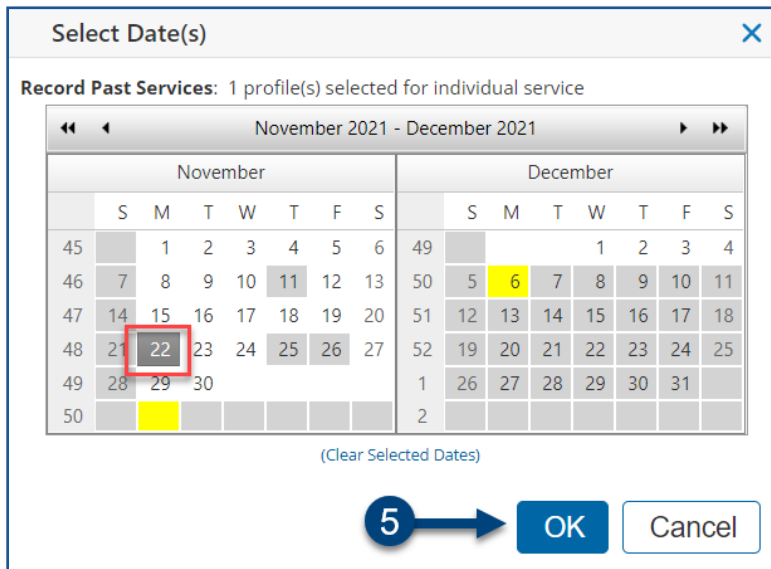 Select Date(s)
Record Past Services: 1 profile(s) selected for individual service
November 2021 - December 2021
November
S M T W T F S
45 1 2 3 4 5 6
46 7 8 9 10 11 12 13
47 14 15 16 17 18 19 20
48 21 22 23 24 25 26 27
49 28 29 30
50
December
S M T W T F S
49 1 2 3 4
50 5 6 7 8 9 10 11
51 12 13 14 15 16 17 18
52 19 20 21 22 23 24 25
1 26 27 28 29 30 31
2
(Clear Selected Dates)
5 OK Cancel